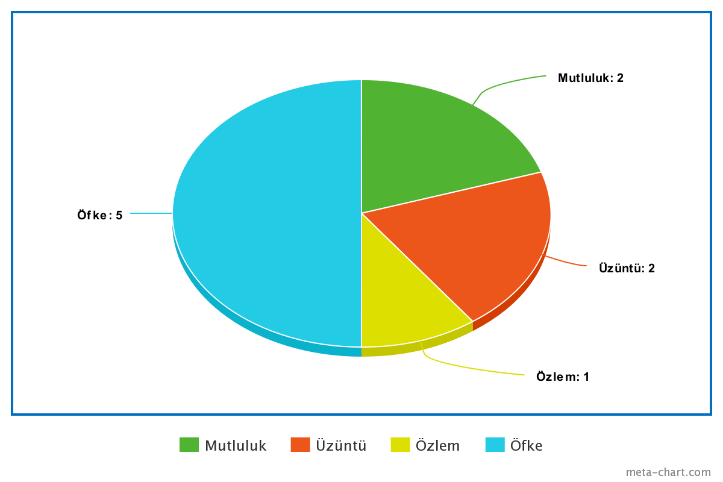 Mutluluk: 2
Öfke: 5
Üzüntü: 2
Özlem: 1
Mutluluk Üzüntü Özlem Öfke
meta-chart.com